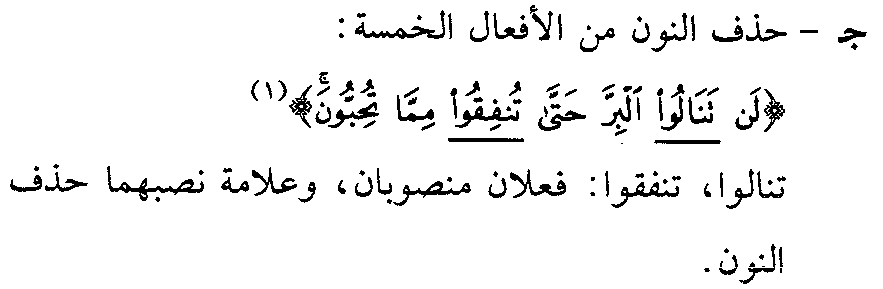 جـ - حذف النون من الأفعال الخمسة:
﴿لَن تَنَالُوا۟ ٱلْبِرَّ حَتَّىٰ تُنفِقُوا۟ مِمَّا تُحِبُّونَۚ﴾(١)
تنالوا، تنفقوا: فعلان منصوبان، وعلامة نصبهما حذف
النون.